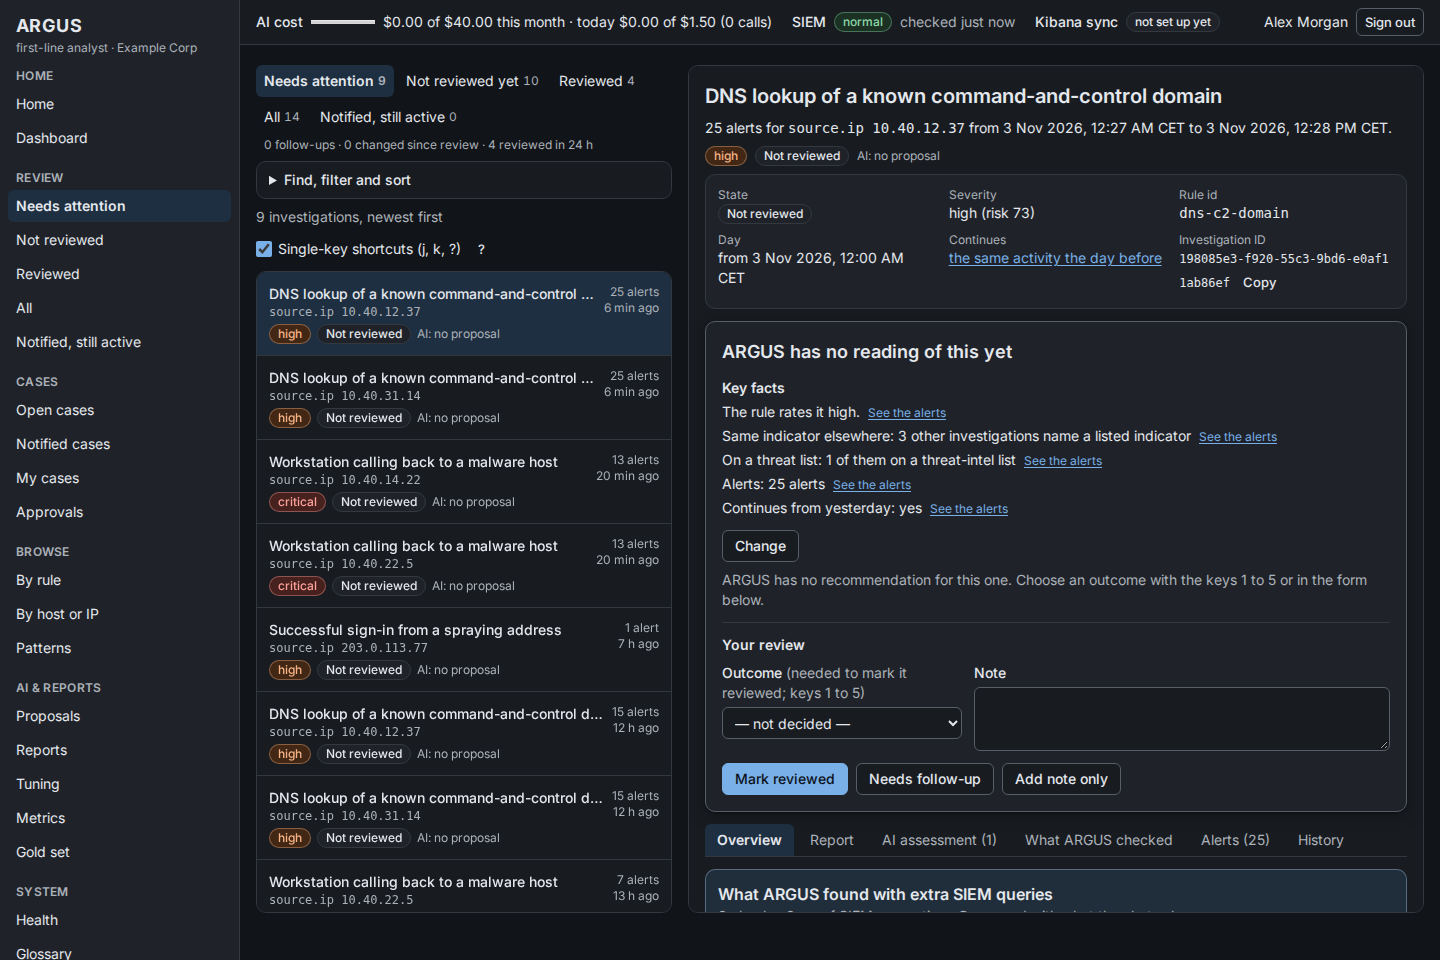 ARGUS
first-line analyst · Example Corp
HOME
Home
Dashboard
REVIEW
Needs attention
Not reviewed
Reviewed
All
Notified, still active
CASES
Open cases
Notified cases
My cases
Approvals
BROWSE
By rule
By host or IP
Patterns
AI & REPORTS
Proposals
Reports
Tuning
Metrics
Gold set
SYSTEM
Health
Glossary
AI cost $0.00 of $40.00 this month · today $0.00 of $1.50 (0 calls) SIEM normal checked just now Kibana sync not set up yet Alex Morgan Sign out
Needs attention 9 Not reviewed yet 10 Reviewed 4
All 14 Notified, still active 0
0 follow-ups · 0 changed since review · 4 reviewed in 24 h
Find, filter and sort
9 investigations, newest first
Single-key shortcuts (j, k, ?) ?
DNS lookup of a known command-and-control ... 25 alerts
source.ip 10.40.12.37 6 min ago
high Not reviewed AI: no proposal
DNS lookup of a known command-and-control ... 25 alerts
source.ip 10.40.31.14 6 min ago
high Not reviewed AI: no proposal
Workstation calling back to a malware host 13 alerts
source.ip 10.40.14.22 20 min ago
critical Not reviewed AI: no proposal
Workstation calling back to a malware host 13 alerts
source.ip 10.40.22.5 20 min ago
critical Not reviewed AI: no proposal
Successful sign-in from a spraying address 1 alert
source.ip 203.0.113.77 7 h ago
high Not reviewed AI: no proposal
DNS lookup of a known command-and-control d... 15 alerts
source.ip 10.40.12.37 12 h ago
high Not reviewed AI: no proposal
DNS lookup of a known command-and-control d... 15 alerts
source.ip 10.40.31.14 12 h ago
high Not reviewed AI: no proposal
Workstation calling back to a malware host 7 alerts
source.ip 10.40.22.5 13 h ago
DNS lookup of a known command-and-control domain
25 alerts for source.ip 10.40.12.37 from 3 Nov 2026, 12:27 AM CET to 3 Nov 2026, 12:28 PM CET.
high Not reviewed AI: no proposal
State Severity Rule id
Not reviewed high (risk 73) dns-c2-domain
Day Continues Investigation ID
from 3 Nov 2026, 12:00 AM the same activity the day before 198085e3-f920-55c3-9bd6-e0af1
CET 1ab86ef Copy
ARGUS has no reading of this yet
Key facts
The rule rates it high. See the alerts
Same indicator elsewhere: 3 other investigations name a listed indicator See the alerts
On a threat list: 1 of them on a threat-intel list See the alerts
Alerts: 25 alerts See the alerts
Continues from yesterday: yes See the alerts
Change
ARGUS has no recommendation for this one. Choose an outcome with the keys 1 to 5 or in the form
below.
Your review
Outcome (needed to mark it Note
reviewed; keys 1 to 5)
— not decided —
Mark reviewed Needs follow-up Add note only
Overview Report AI assessment (1) What ARGUS checked Alerts (25) History
What ARGUS found with extra SIEM queries